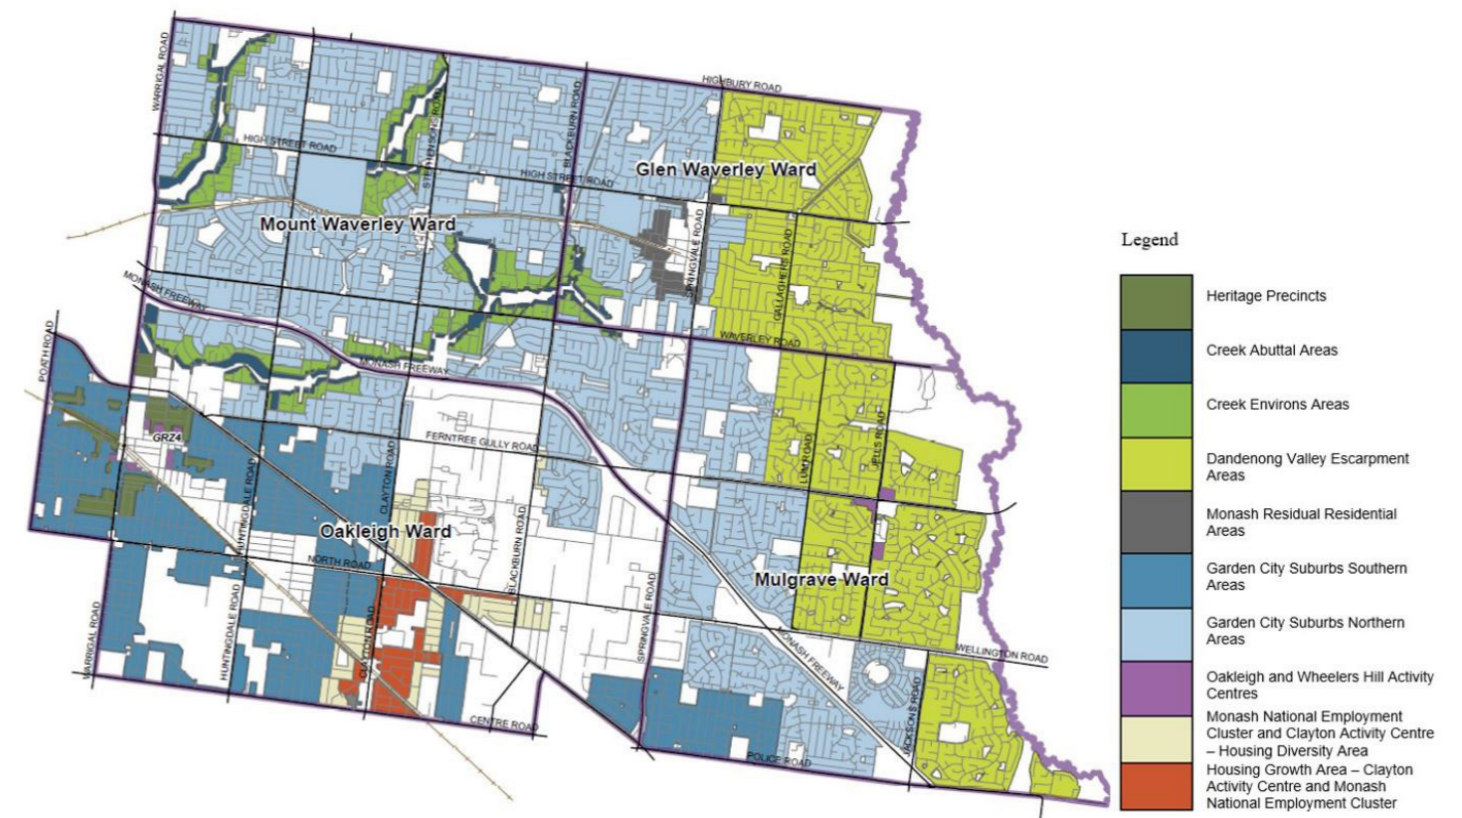 HIGHBURY ROAD
WARRIGAL ROAD
BLACKBURN ROAD
STEPHENSONS ROAD
HIGH STREET ROAD
HIGH STREET ROAD
Glen Waverley Ward
Mount Waverley Ward
SPRINGVALE ROAD
GALLAGHERS ROAD
MONASH FREEWAY
WAVERLEY ROAD
POATH ROAD
MONASH FREEWAY
GRZ4
FERNTREE GULLY ROAD
LUM ROAD
JELLS ROAD
HUNTINGDALE ROAD
CLAYTON ROAD
Oakleigh Ward
BLACKBURN ROAD
NORTH ROAD
Mulgrave Ward
WARRIGAL ROAD
HUNTINGDALE ROAD
CLAYTON ROAD
SPRINGVALE ROAD
MONASH FREEWAY
WELLINGTON ROAD
JACKSONS ROAD
CENTRE ROAD
POLICE ROAD
Legend
Heritage Precincts
Creek Abuttal Areas
Creek Environs Areas
Dandenong Valley Escarpment
Areas
Monash Residual Residential
Areas
Garden City Suburbs Southern
Areas
Garden City Suburbs Northern
Areas
Oakleigh and Wheelers Hill Activity
Centres
Monash National Employment
Cluster and Clayton Activity Centre
– Housing Diversity Area
Housing Growth Area – Clayton
Activity Centre and Monash
National Employment Cluster